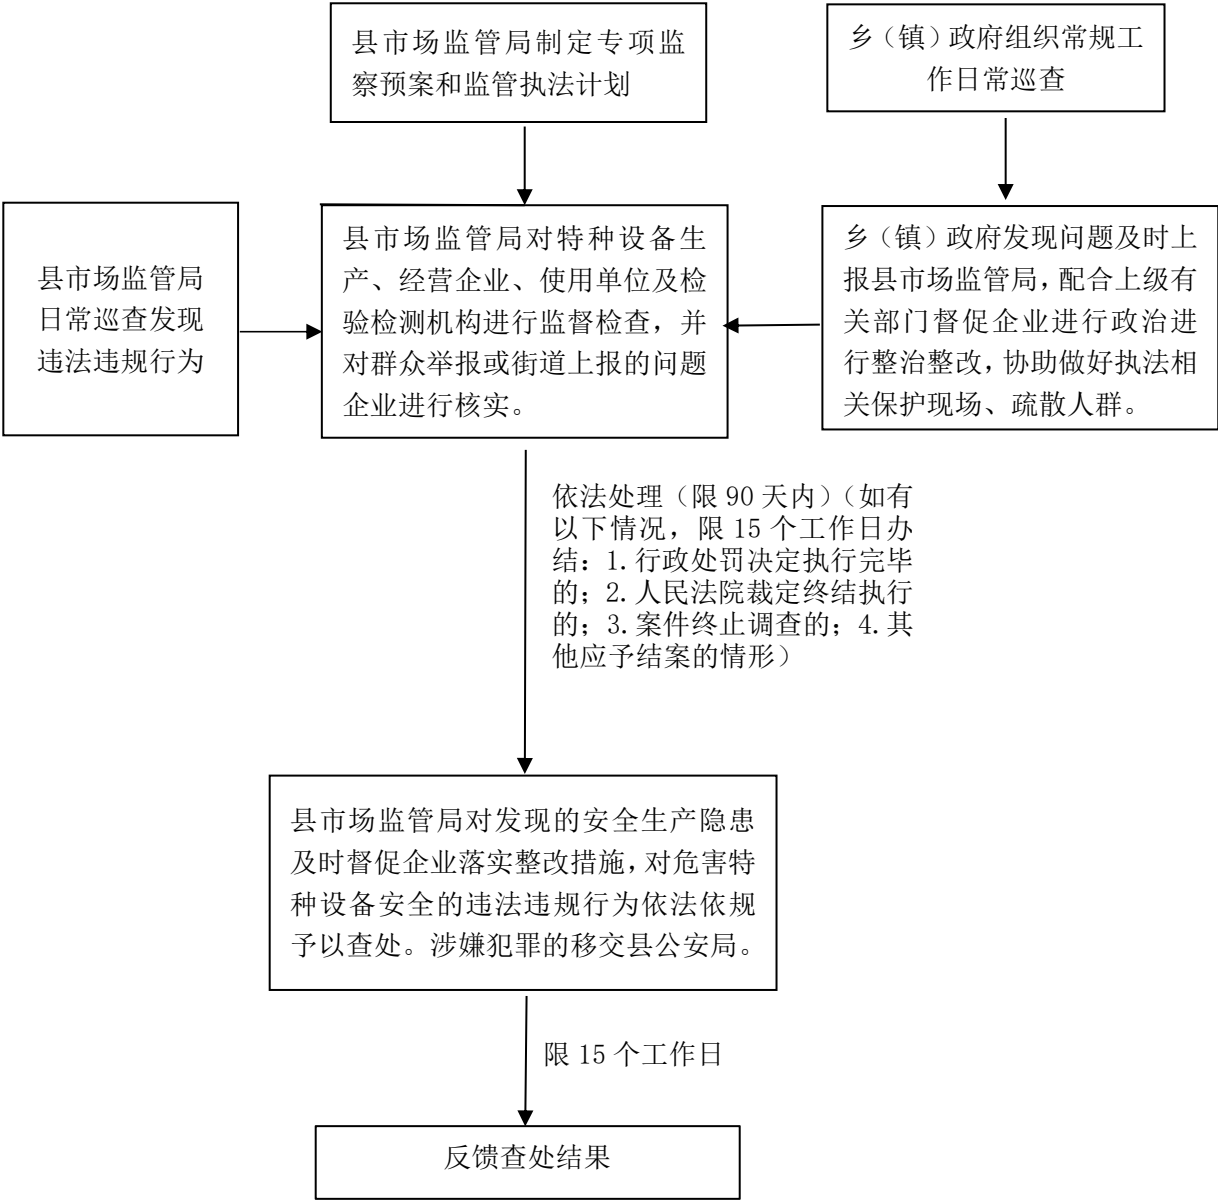 县市场监管局制定专项监
察预案和监管执法计划
乡（镇）政府组织常规工
作日常巡查
县市场监管局
日常巡查发现
违法违规行为
县市场监管局对特种设备生
产、经营企业、使用单位及检
验检测机构进行监督检查，并
对群众举报或街道上报的问题
企业进行核实。
乡（镇）政府发现问题及时上
报县市场监管局，配合上级有
关部门督促企业进行政治进
行整治整改，协助做好执法相
关保护现场、疏散人群。
依法处理（限 90 天内）（如有
以下情况，限 15 个工作日办
结：1.行政处罚决定执行完毕
的；2.人民法院裁定终结执行
的；3.案件终止调查的；4.其
他应予结案的情形）
县市场监管局对发现的安全生产隐患
及时督促企业落实整改措施，对危害特
种设备安全的违法违规行为依法依规
予以查处。涉嫌犯罪的移交县公安局。
限 15 个工作日
反馈查处结果